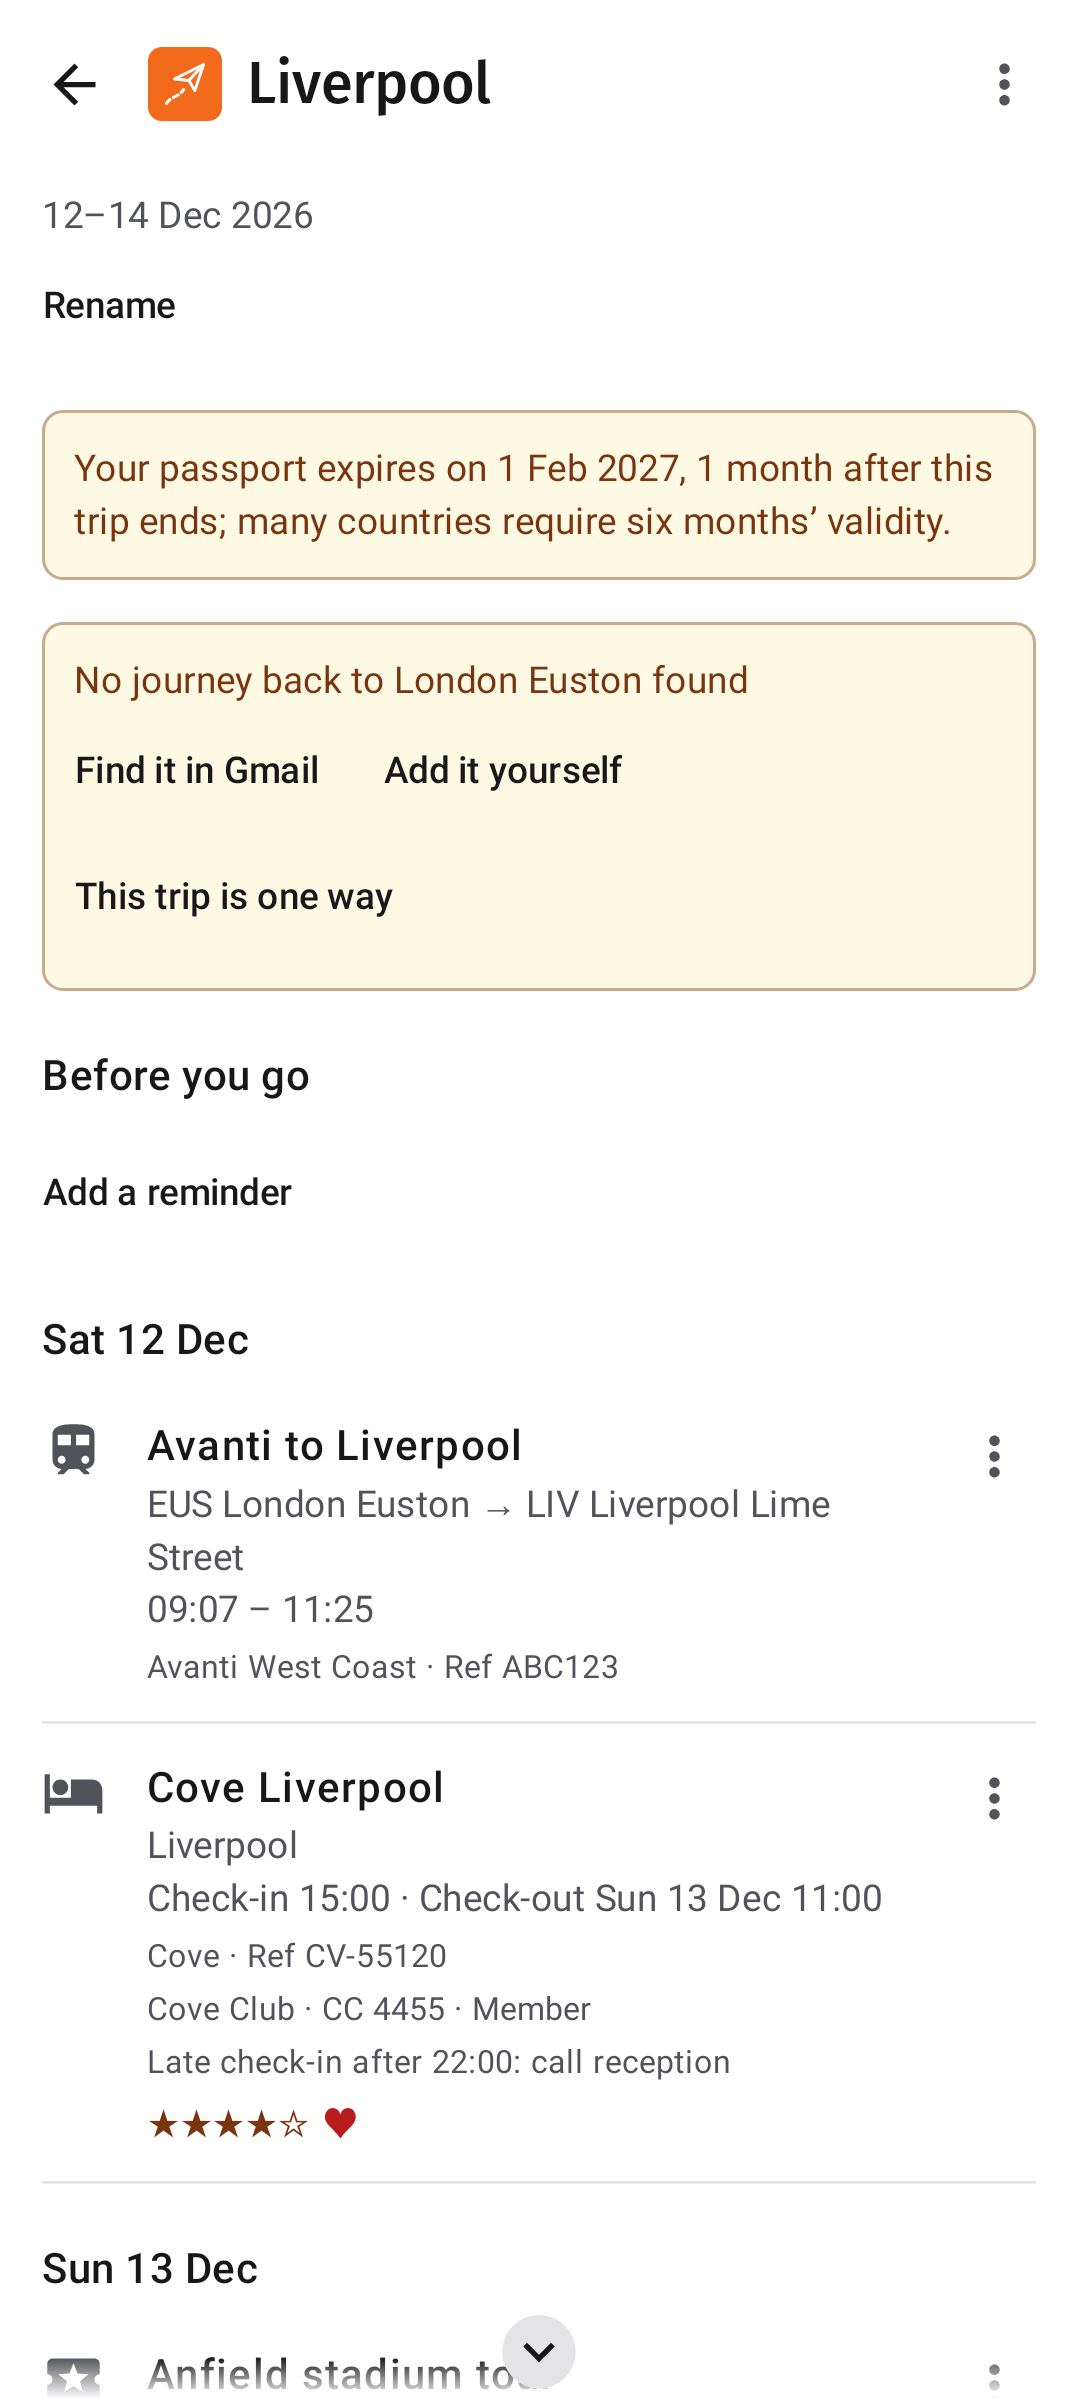 Liverpool
12–14 Dec 2026
Rename
Your passport expires on 1 Feb 2027, 1 month after this
trip ends; many countries require six months’ validity.
No journey back to London Euston found
Find it in Gmail Add it yourself
This trip is one way
Before you go
Add a reminder
Sat 12 Dec
Avanti to Liverpool
EUS London Euston → LIV Liverpool Lime
Street
09:07 – 11:25
Avanti West Coast · Ref ABC123
Cove Liverpool
Liverpool
Check-in 15:00 · Check-out Sun 13 Dec 11:00
Cove · Ref CV-55120
Cove Club · CC 4455 · Member
Late check-in after 22:00: call reception
★★★★☆ ♥
Sun 13 Dec
Anfield stadium